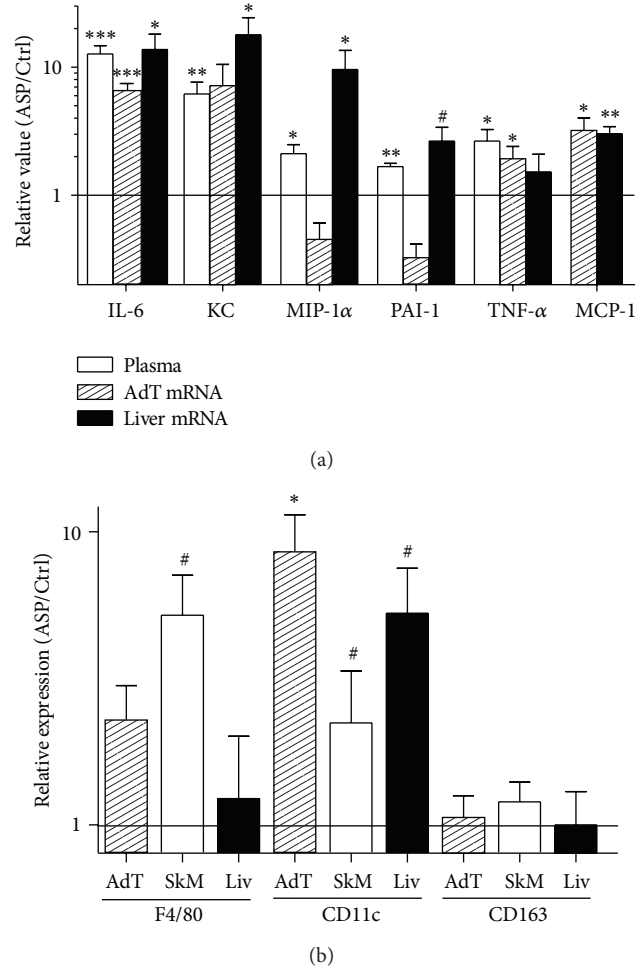 Relative value (ASP/Ctrl)
10
1
*** *** * ** * * * ** # * * * **
IL-6 KC MIP-1α PAI-1 TNF-α MCP-1
Plasma
AdT mRNA
Liver mRNA
(a)
Relative expression (ASP/Ctrl)
10
1
# * # #
AdT SkM Liv AdT SkM Liv AdT SkM Liv
F4/80 CD11c CD163
(b)